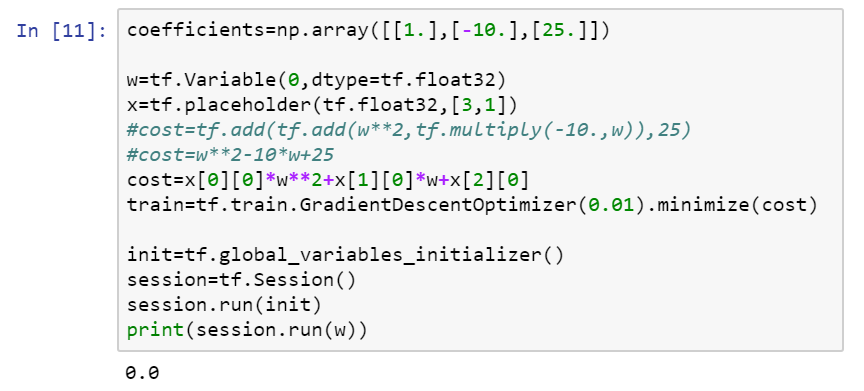 In [11]: coefficients=np.array([[1.],[-10.],[25.]])
w=tf.Variable(0,dtype=tf.float32)
x=tf.placeholder(tf.float32,[3,1])
#cost=tf.add(tf.add(w**2,tf.multiply(-10.,w)),25)
#cost=w**2-10*w+25
cost=x[0][0]*w**2+x[1][0]*w+x[2][0]
train=tf.train.GradientDescentOptimizer(0.01).minimize(cost)
init=tf.global_variables_initializer()
session=tf.Session()
session.run(init)
print(session.run(w))
0.0